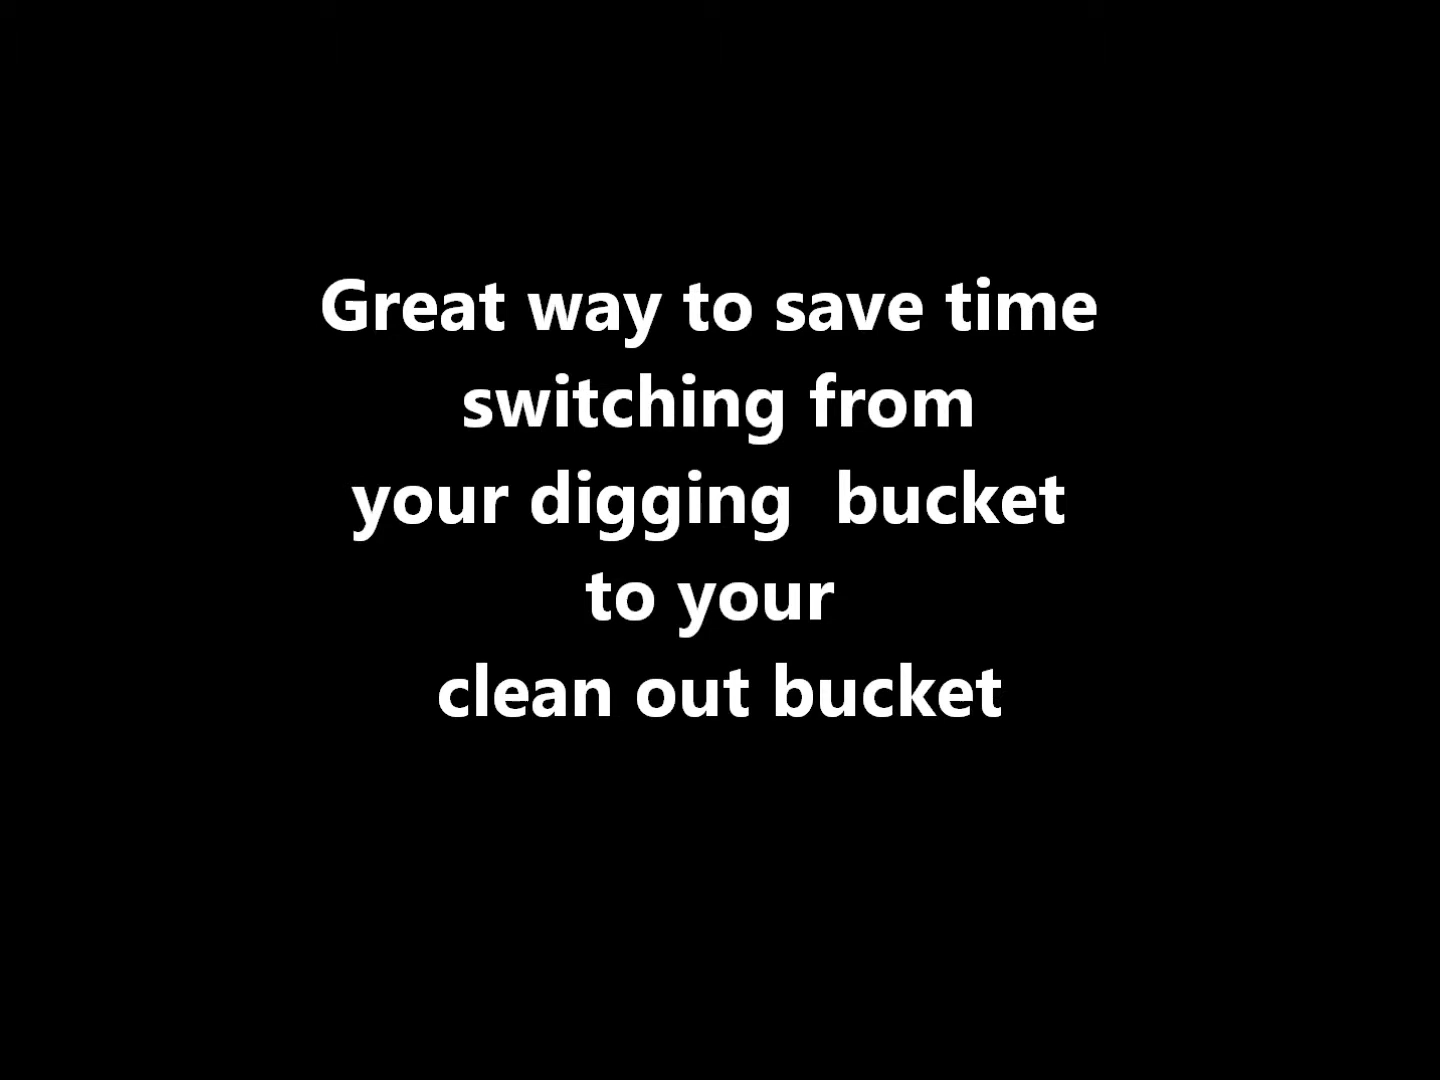 Great way to save time
switching from
your digging  bucket
to your
clean out bucket